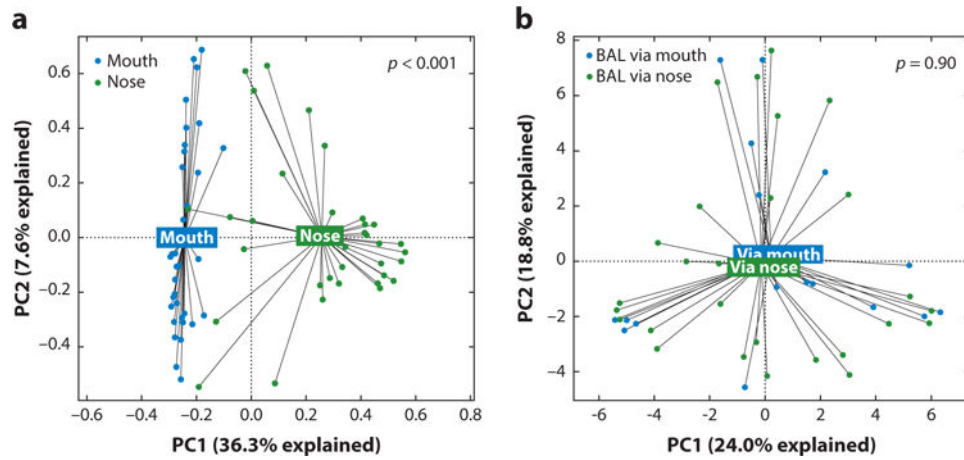 a
Mouth
Nose
p < 0.001
PC2 (7.6% explained)
0.6
0.4
0.2
0.0
−0.2
−0.4
Mouth
Nose
−0.6
−0.4
−0.2
0.0
0.2
0.4
0.6
PC1 (36.3% explained)
b
BAL via mouth
BAL via nose
p = 0.90
PC2 (18.8% explained)
8
6
4
2
0
−2
−4
Via mouth
Via nose
−6
−4
−2
0
2
4
6
PC1 (24.0% explained)